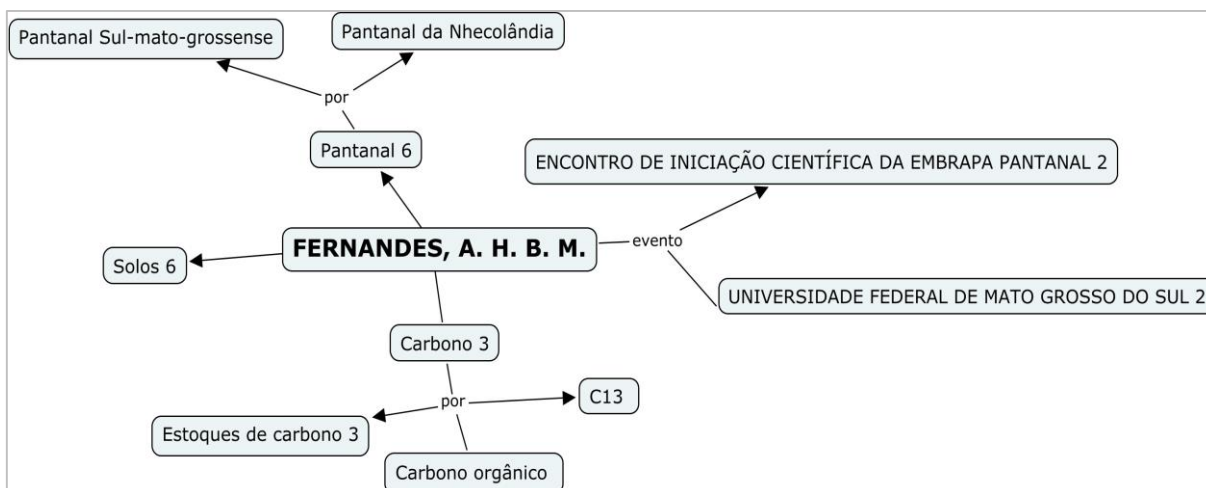 Pantanal Sul-mato-grossense
Pantanal da Nhecolândia
por
Pantanal 6
ENCONTRO DE INICIAÇÃO CIENTÍFICA DA EMBRAPA PANTANAL 2
FERNANDES, A. H. B. M.
evento
Solos 6
UNIVERSIDADE FEDERAL DE MATO GROSSO DO SUL 2
Carbono 3
C13
por
Estoques de carbono 3
Carbono orgânico